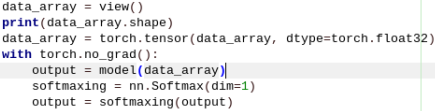 data_array = view()
print(data_array.shape)
data_array = torch.tensor(data_array, dtype=torch.float32)
with torch.no_grad():
    output = model(data_array)
    softmaxing = nn.Softmax(dim=1)
    output = softmaxing(output)